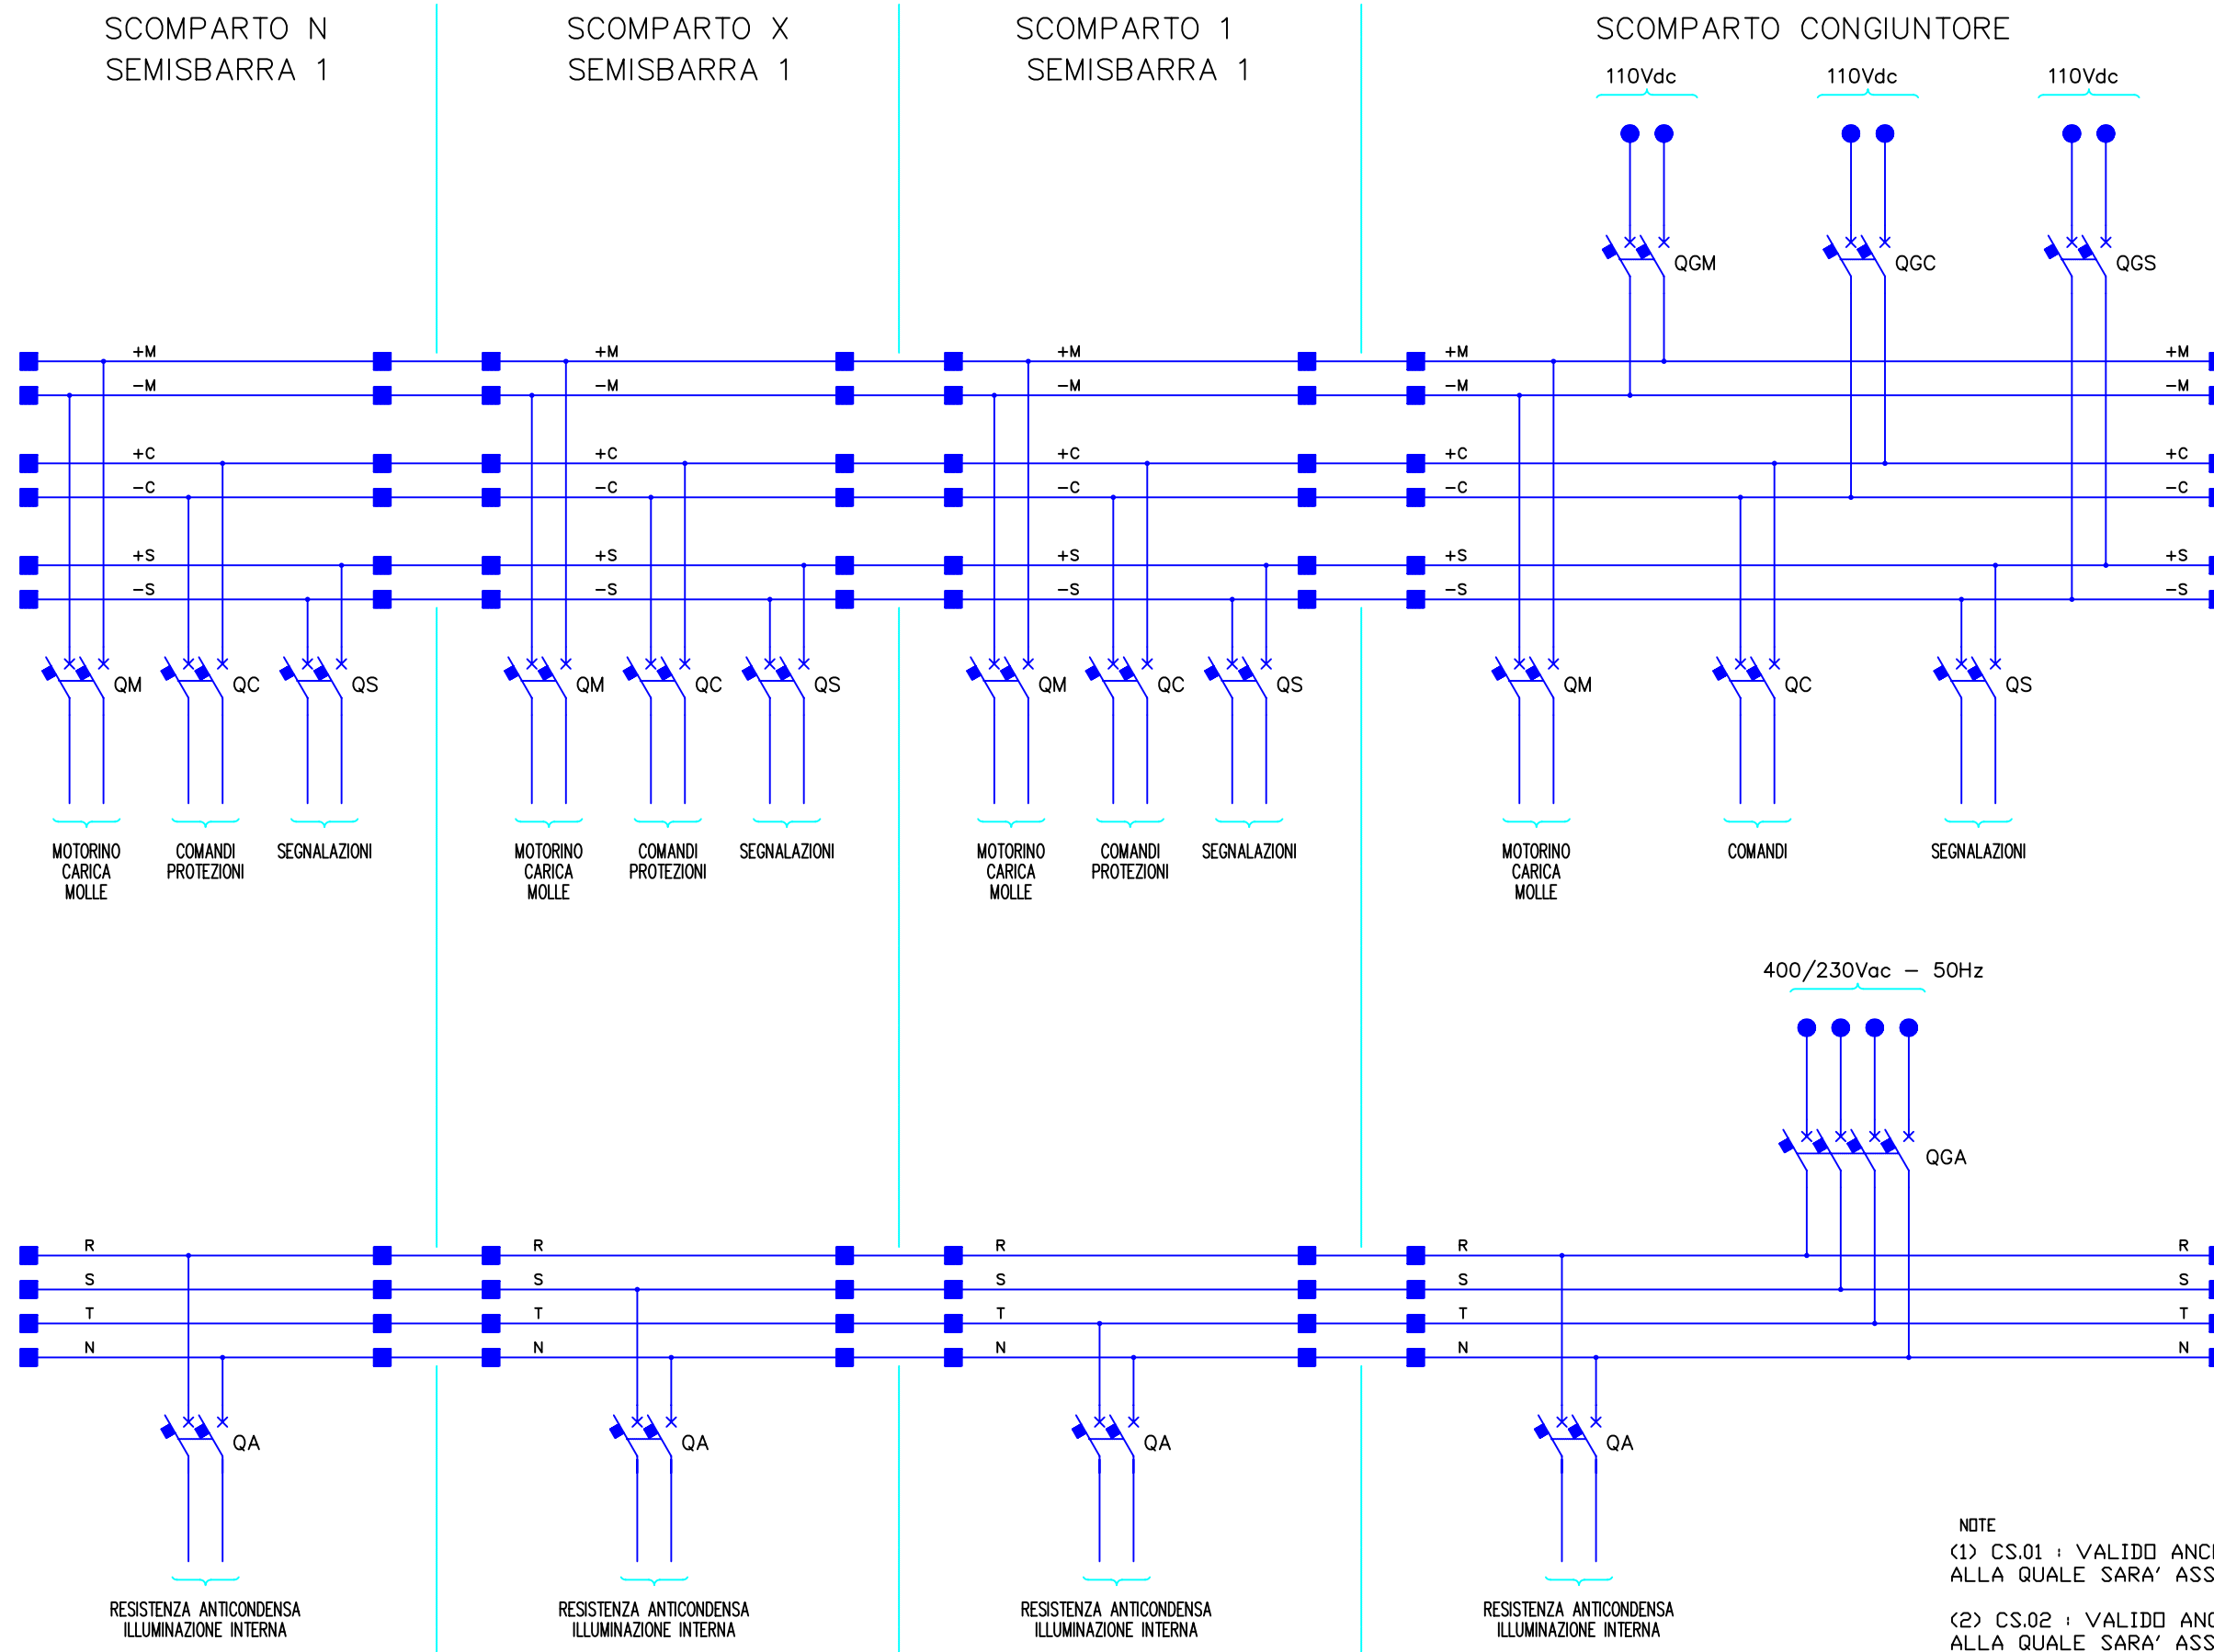 SCOMPARTO N
SEMISBARRA 1
SCOMPARTO X
SEMISBARRA 1
SCOMPARTO 1
SEMISBARRA 1
SCOMPARTO CONGIUNTORE
110Vdc
110Vdc
110Vdc
QGM
QGC
QGS
+M
+M
+M
+M
+M
-M
-M
-M
-M
-M
+C
+C
+C
+C
+C
-C
-C
-C
-C
-C
+S
+S
+S
+S
+S
-S
-S
-S
-S
-S
QM
QC
QS
QM
QC
QS
QM
QC
QS
QM
QC
QS
MOTORINO
CARICA
MOLLE
COMANDI
PROTEZIONI
SEGNALAZIONI
MOTORINO
CARICA
MOLLE
COMANDI
PROTEZIONI
SEGNALAZIONI
MOTORINO
CARICA
MOLLE
COMANDI
PROTEZIONI
SEGNALAZIONI
MOTORINO
CARICA
MOLLE
COMANDI
SEGNALAZIONI
400/230Vac - 50Hz
QGA
R
R
R
R
R
S
S
S
S
S
T
T
T
T
T
N
N
N
N
N
QA
QA
QA
QA
RESISTENZA ANTICONDENSA
ILLUMINAZIONE INTERNA
RESISTENZA ANTICONDENSA
ILLUMINAZIONE INTERNA
RESISTENZA ANTICONDENSA
ILLUMINAZIONE INTERNA
RESISTENZA ANTICONDENSA
ILLUMINAZIONE INTERNA
NOTE
(1) CS.01 : VALIDO
ALLA QUALE SARA'
(2) CS.02 : VALIDO
ALLA QUALE SARA'